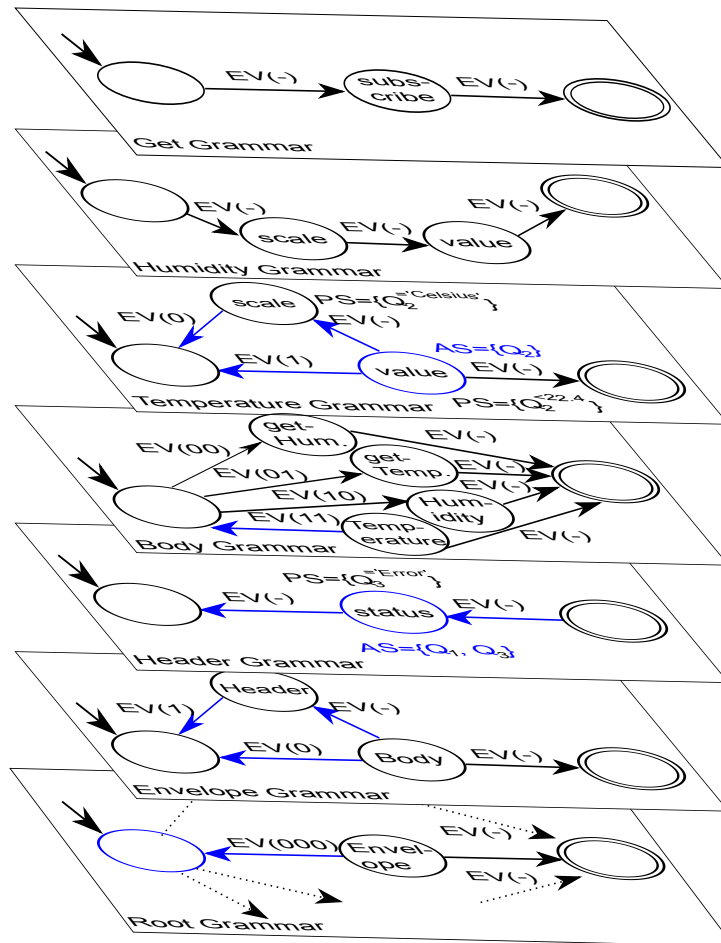 EV(-)
subs-
cribe
EV(-)
Get Grammar
EV(-)
scale
EV(-)
value
EV(-)
Humidity Grammar
scale
PS={Q₂='Celsius'}
EV(0)
EV(-)
AS={Q₂}
EV(1)
value
EV(-)
Temperature Grammar
PS={Q₂<22.4}
get-
Hum.
EV(-)
EV(00)
get-
Temp.
EV(-)
EV(01)
EV(10)
Hum-
idity
EV(-)
EV(11)
Temp-
erature
EV(-)
Body Grammar
PS={Q₃='Error'}
EV(-)
status
EV(-)
AS={Q₁, Q₃}
Header Grammar
Header
EV(1)
EV(-)
EV(0)
Body
EV(-)
Envelope Grammar
EV(000)
Envel-
ope
EV(-)
EV(-)
Root Grammar